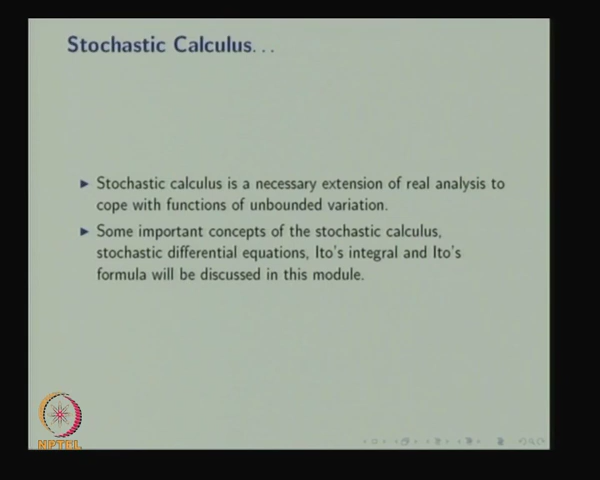 Stochastic Calculus...
▶ Stochastic calculus is a necessary extension of real analysis to
cope with functions of unbounded variation.
▶ Some important concepts of the stochastic calculus,
stochastic differential equations, Ito's integral and Ito's
formula will be discussed in this module.
NPTEL